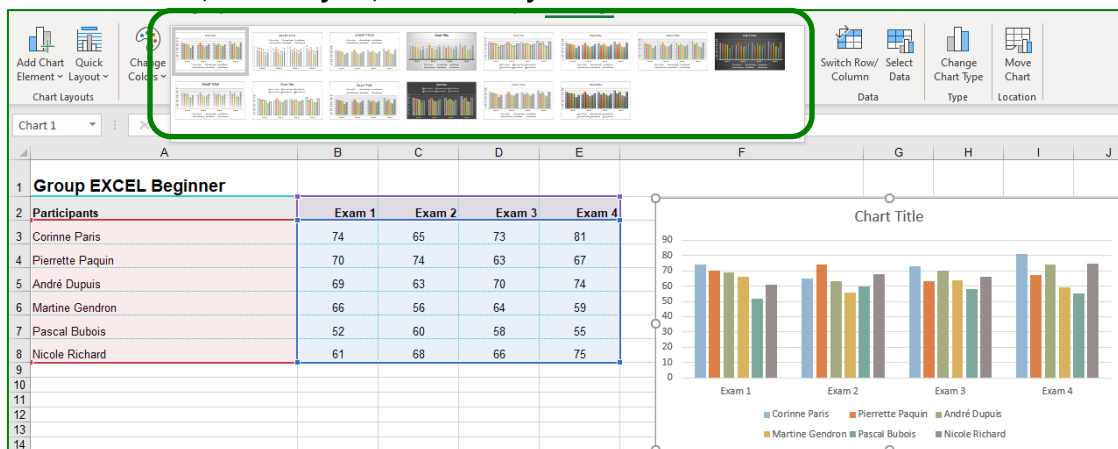 Add Chart Quick Change
Element Layout Colors
Chart Layouts
Switch Row/ Select Change Move
Column Data Chart Type Chart
Data Type Location
Chart 1
A B C D E F G H I J
1 Group EXCEL Beginner
2 Participants Exam 1 Exam 2 Exam 3 Exam 4
3 Corinne Paris 74 65 73 81
4 Pierrette Paquin 70 74 63 67
5 André Dupuis 69 63 70 74
6 Martine Gendron 66 56 64 59
7 Pascal Bubois 52 60 58 55
8 Nicole Richard 61 68 66 75
9
10
11
12
13
14
Chart Title
90
80
70
60
50
40
30
20
10
0
Exam 1 Exam 2 Exam 3 Exam 4
Corinne Paris Pierrette Paquin André Dupuis
Martine Gendron Pascal Bubois Nicole Richard